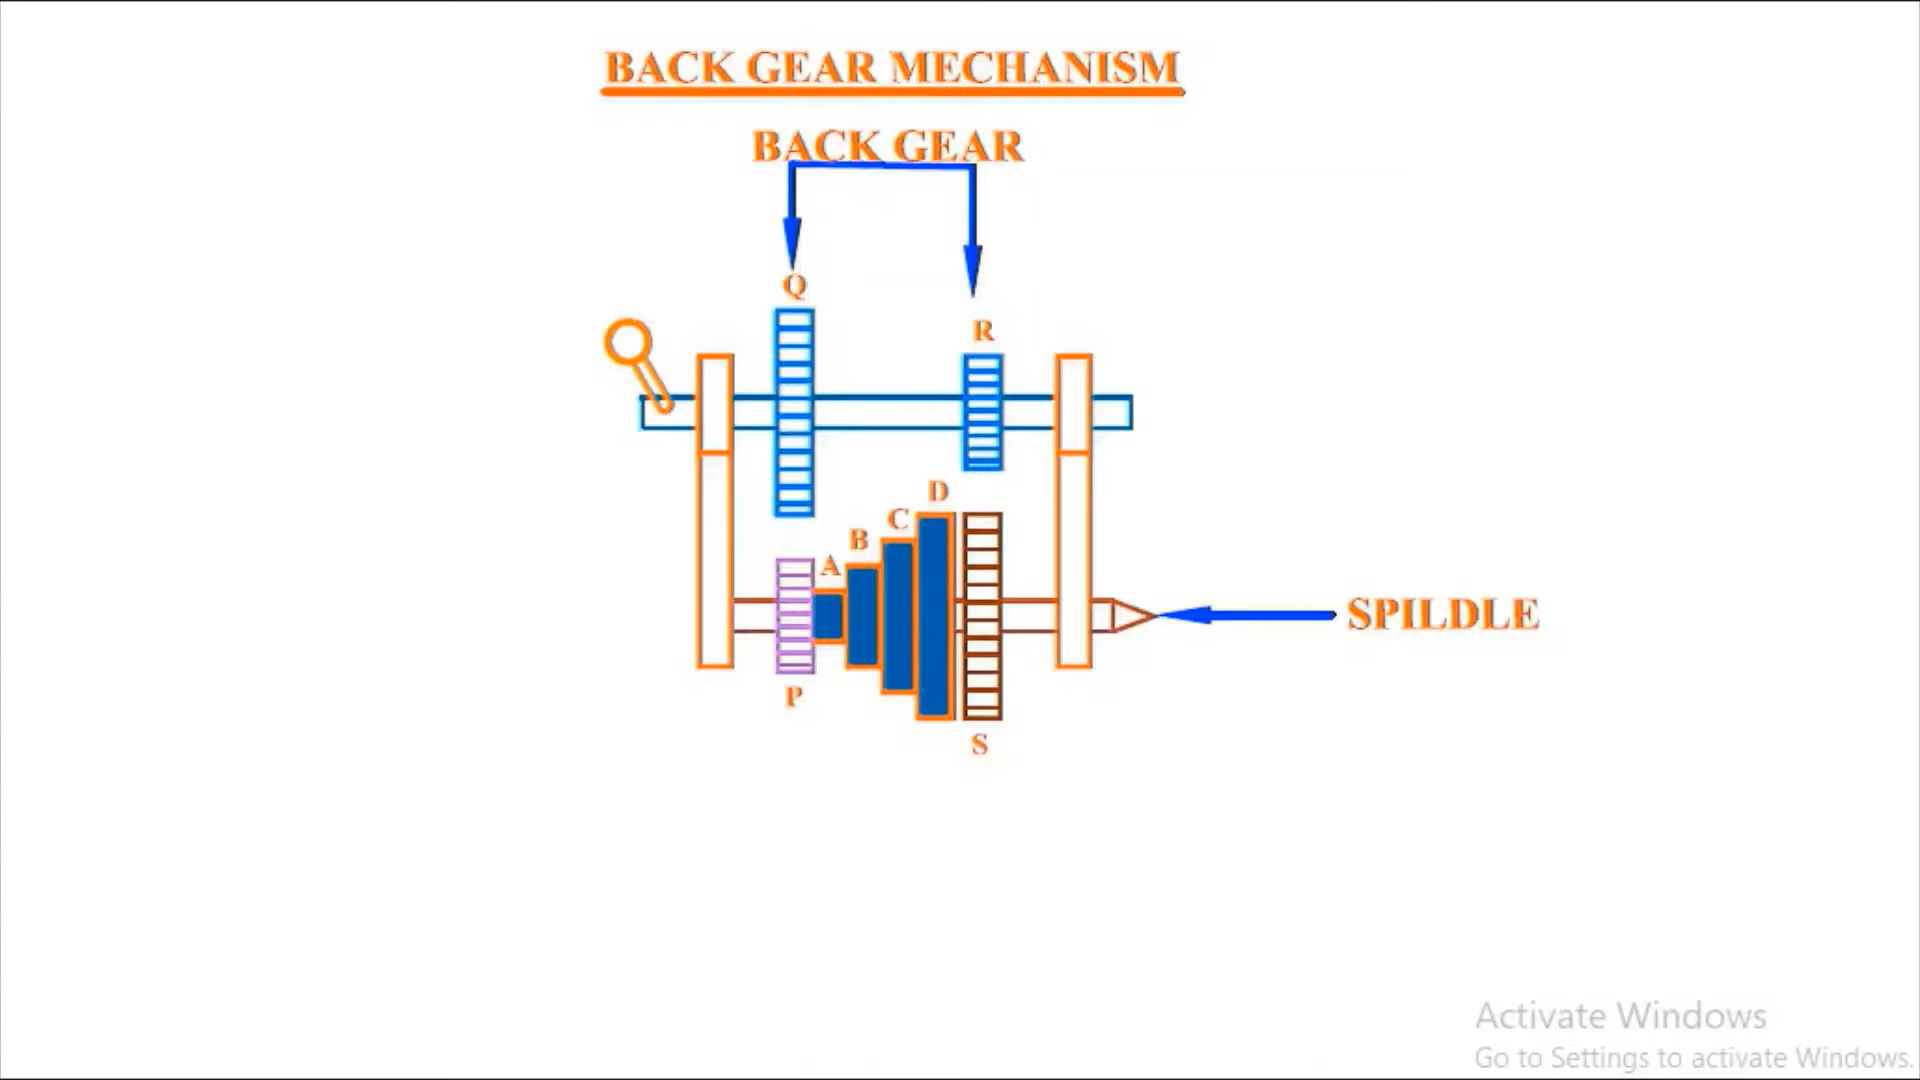 BACK GEAR MECHANISM
BACK GEAR
Q
R
D
C
B
A
SPILDLE
P
S
Activate Windows
Go to Settings to activate Windows.